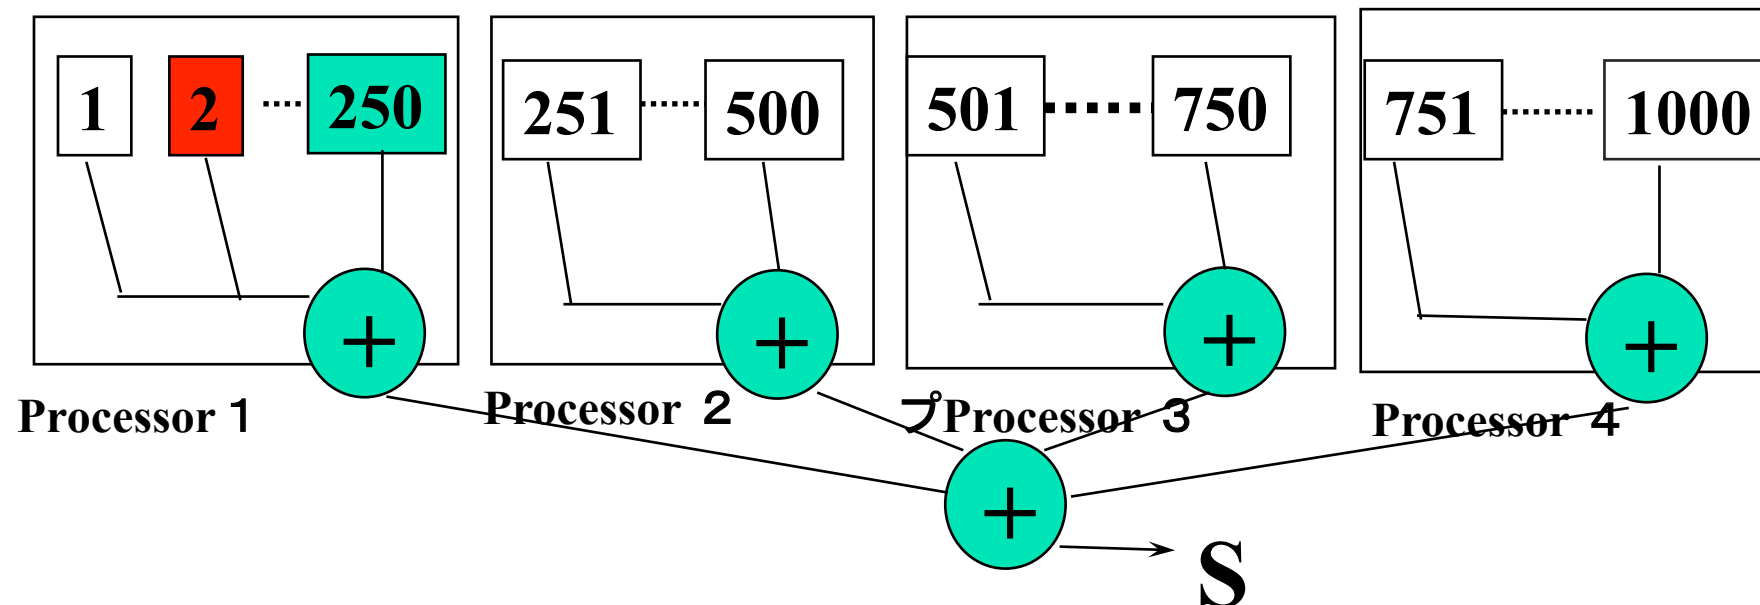 1 2 250 251 500 501 750 751 1000
+ + + +
Processor 1 Processor 2 プProcessor 3 Processor 4
+
S